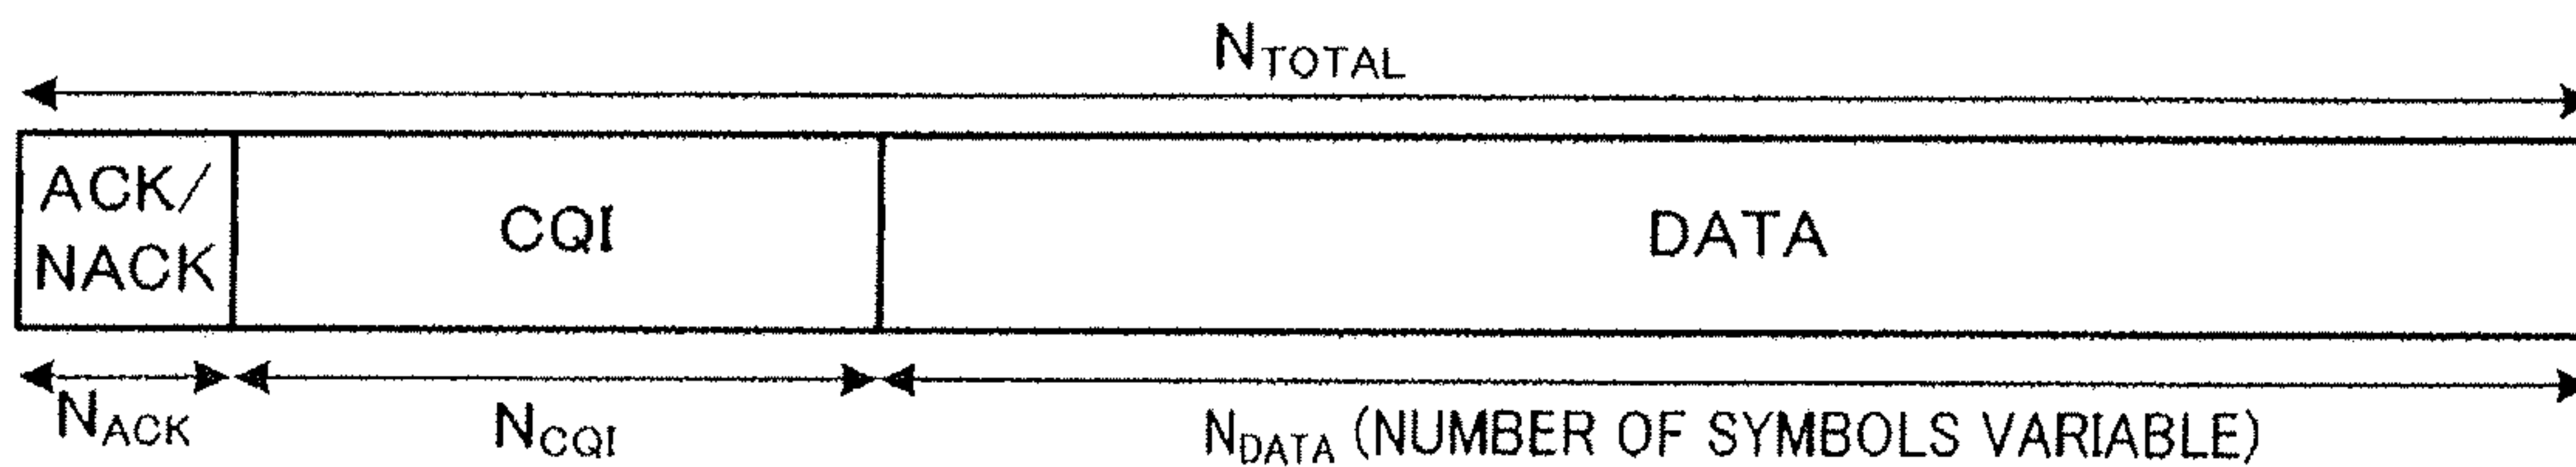 NTOTAL
ACK/
NACK
CQI
DATA
NACK
NCQI
NDATA (NUMBER OF SYMBOLS VARIABLE)